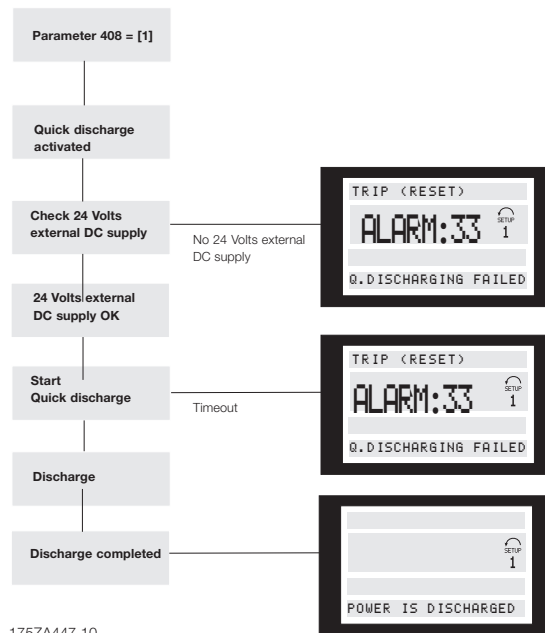 Parameter 408 = [1]
Quick discharge
activated
Check 24 Volts
external DC supply
No 24 Volts external
DC supply
TRIP (RESET)
ALARM:33
SETUP
1
Q.DISCHARGING FAILED
24 Volts external
DC supply OK
Start
Quick discharge
Timeout
TRIP (RESET)
ALARM:33
SETUP
1
Q.DISCHARGING FAILED
Discharge
Discharge completed
SETUP
1
POWER IS DISCHARGED
175ZA447.10